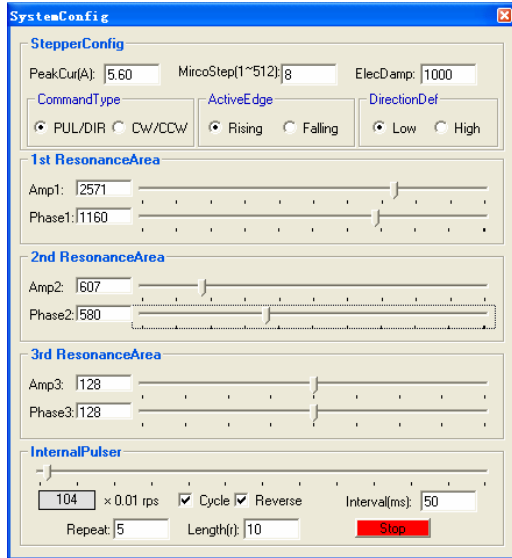 SystemConfig
StepperConfig
PeakCur(A): 5.60 MircoStep(1~512): 8 ElecDamp: 1000
CommandType ActiveEdge DirectionDef
PUL/DIR CW/CCW Rising Falling Low High
1st ResonanceArea
Amp1: 2571
Phase1: 1160
2nd ResonanceArea
Amp2: 607
Phase2: 580
3rd ResonanceArea
Amp3: 128
Phase3: 128
InternalPulser
104 × 0.01 rps Cycle Reverse Interval(ms): 50
Repeat: 5 Length(r): 10 Stop